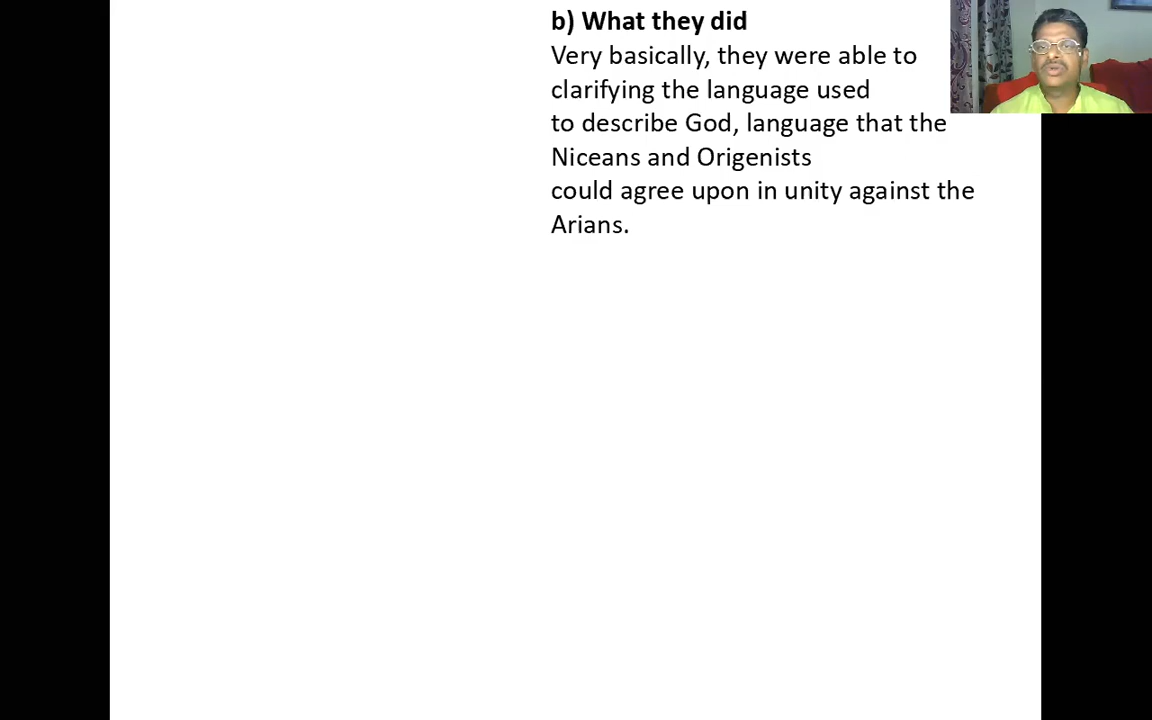 b) What they did
Very basically, they were able to
clarifying the language used
to describe God, language that the
Niceans and Origenists
could agree upon in unity against the
Arians.